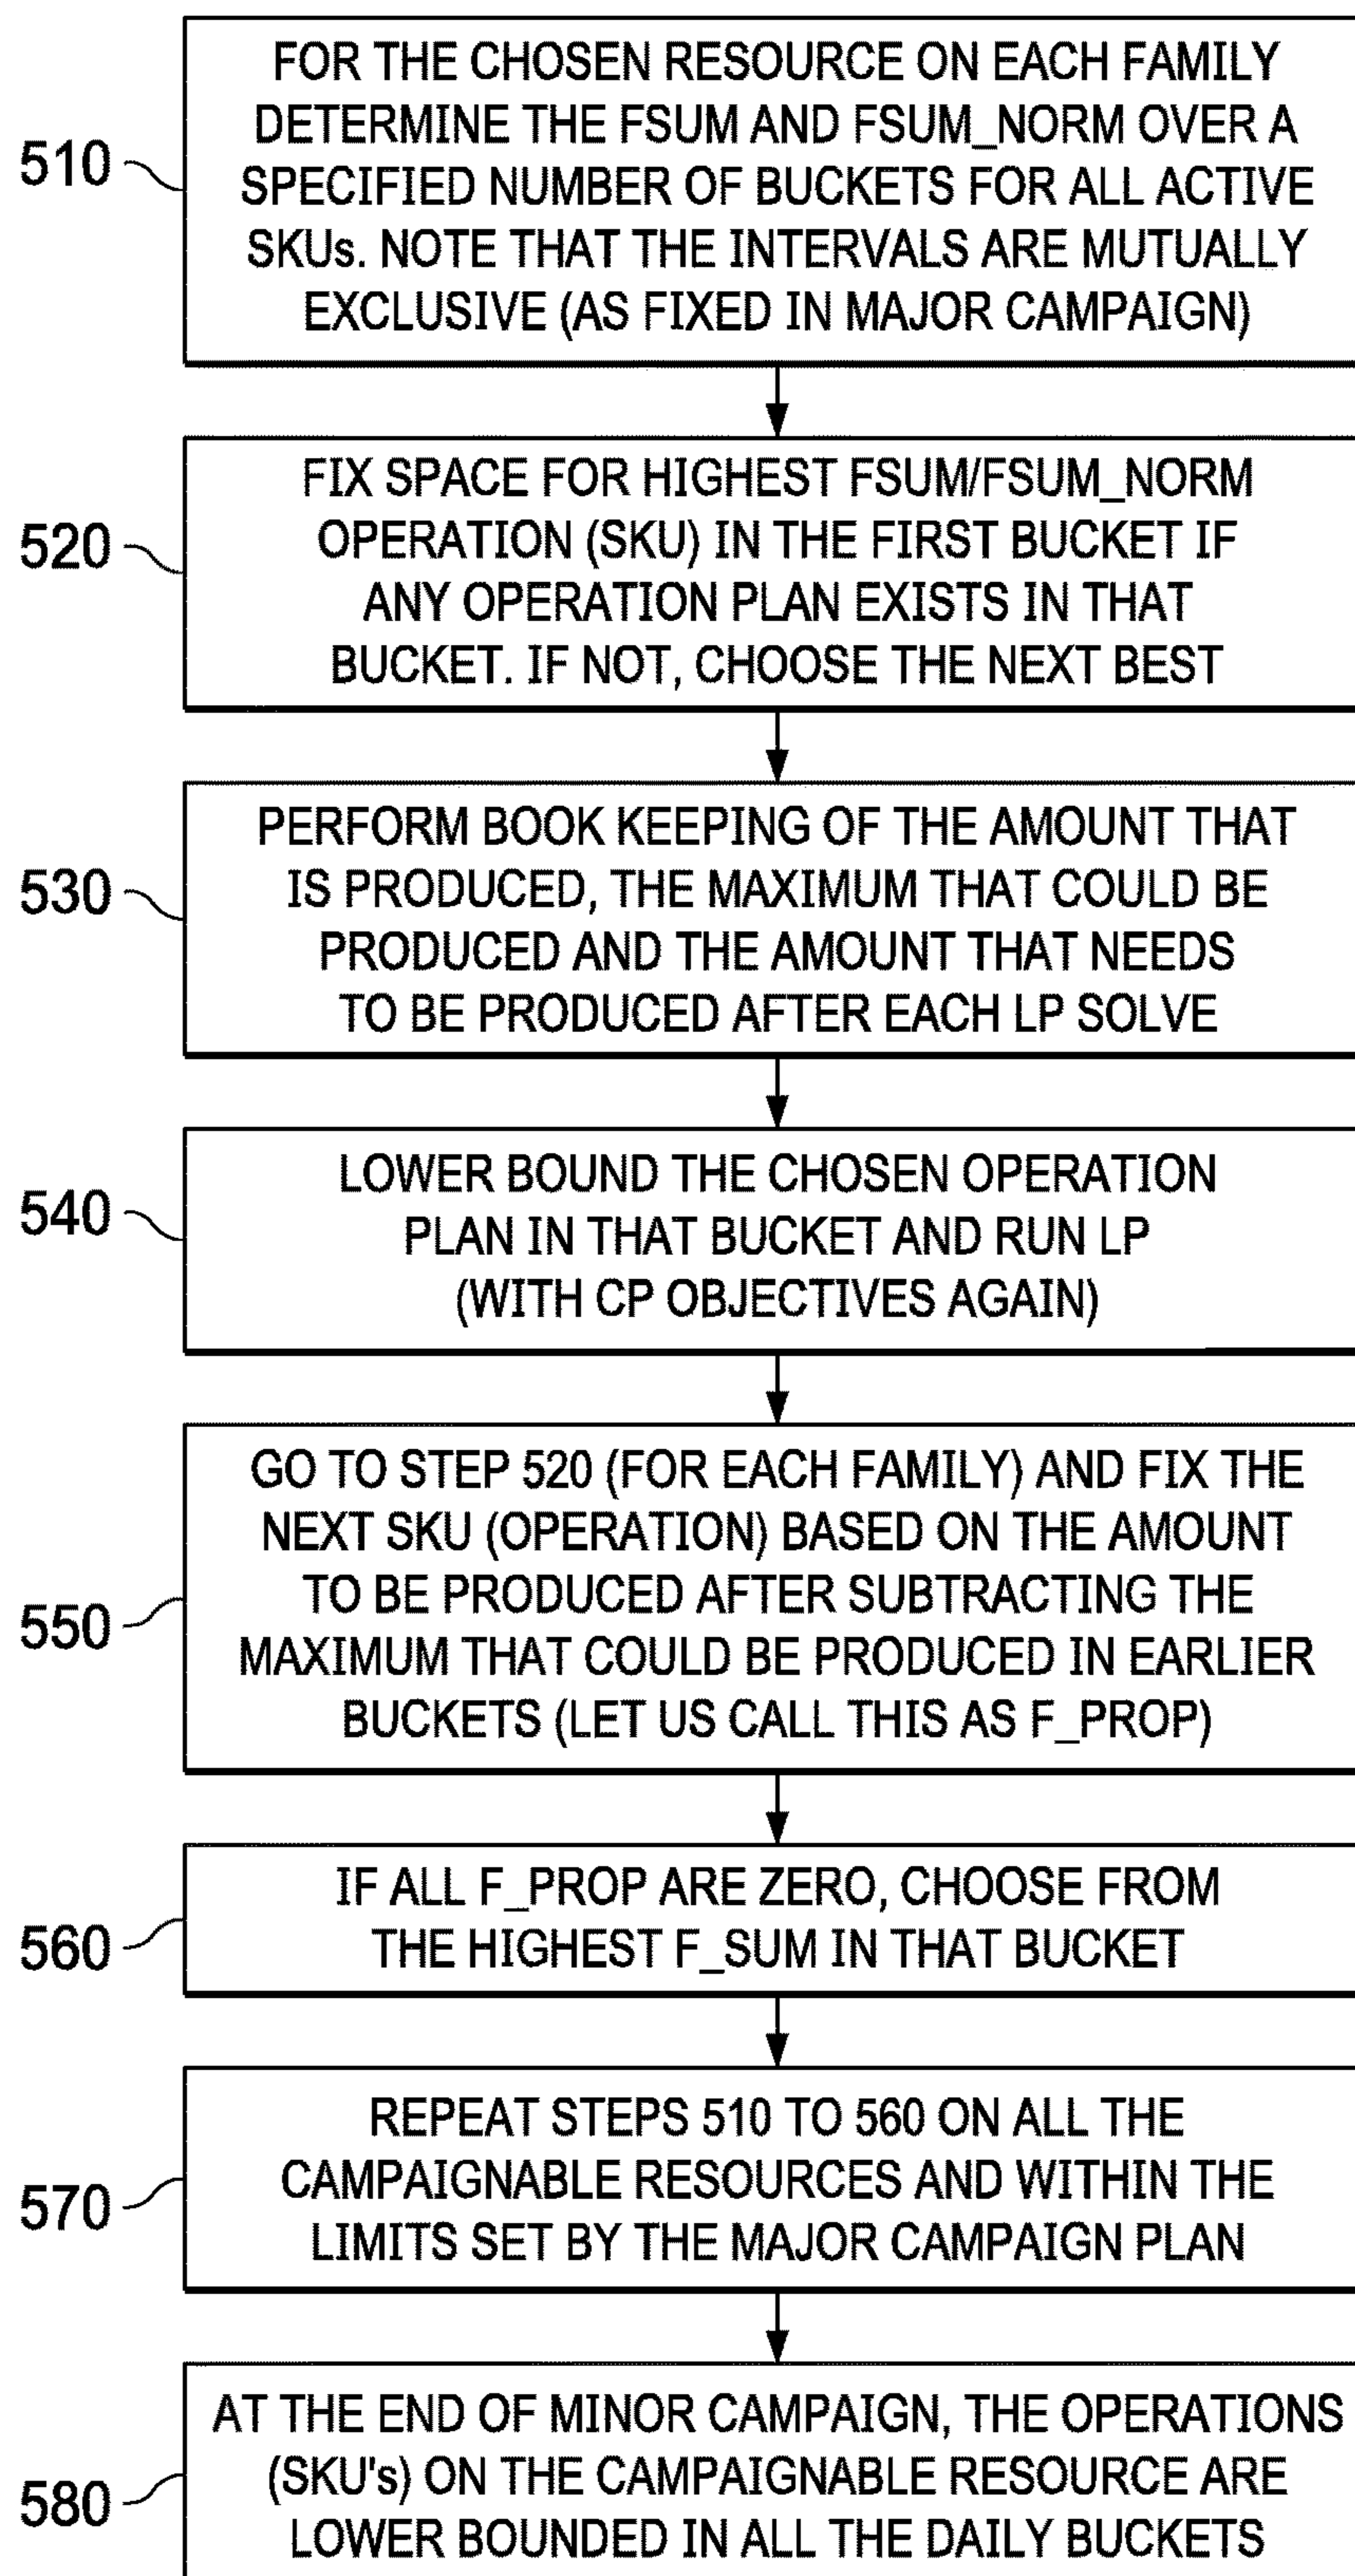 510
FOR THE CHOSEN RESOURCE ON EACH FAMILY
DETERMINE THE FSUM AND FSUM_NORM OVER A
SPECIFIED NUMBER OF BUCKETS FOR ALL ACTIVE
SKUs. NOTE THAT THE INTERVALS ARE MUTUALLY
EXCLUSIVE (AS FIXED IN MAJOR CAMPAIGN)
520
FIX SPACE FOR HIGHEST FSUM/FSUM_NORM
OPERATION (SKU) IN THE FIRST BUCKET IF
ANY OPERATION PLAN EXISTS IN THAT
BUCKET. IF NOT, CHOOSE THE NEXT BEST
530
PERFORM BOOK KEEPING OF THE AMOUNT THAT
IS PRODUCED, THE MAXIMUM THAT COULD BE
PRODUCED AND THE AMOUNT THAT NEEDS
TO BE PRODUCED AFTER EACH LP SOLVE
540
LOWER BOUND THE CHOSEN OPERATION
PLAN IN THAT BUCKET AND RUN LP
(WITH CP OBJECTIVES AGAIN)
550
GO TO STEP 520 (FOR EACH FAMILY) AND FIX THE
NEXT SKU (OPERATION) BASED ON THE AMOUNT
TO BE PRODUCED AFTER SUBTRACTING THE
MAXIMUM THAT COULD BE PRODUCED IN EARLIER
BUCKETS (LET US CALL THIS AS F_PROP)
560
IF ALL F_PROP ARE ZERO, CHOOSE FROM
THE HIGHEST F_SUM IN THAT BUCKET
570
REPEAT STEPS 510 TO 560 ON ALL THE
CAMPAIGNABLE RESOURCES AND WITHIN THE
LIMITS SET BY THE MAJOR CAMPAIGN PLAN
580
AT THE END OF MINOR CAMPAIGN, THE OPERATIONS
(SKU's) ON THE CAMPAIGNABLE RESOURCE ARE
LOWER BOUNDED IN ALL THE DAILY BUCKETS